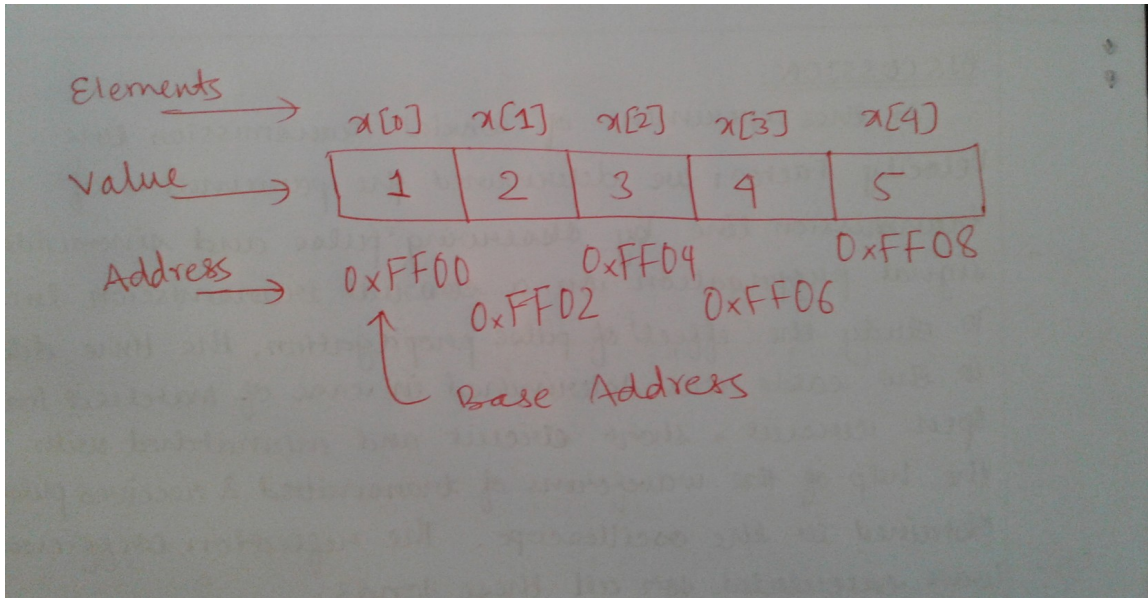 Elements
x[0] x[1] x[2] x[3] x[4]
Value 1 2 3 4 5
Address 0xFF00 0xFF02 0xFF04 0xFF06 0xFF08
Base Address